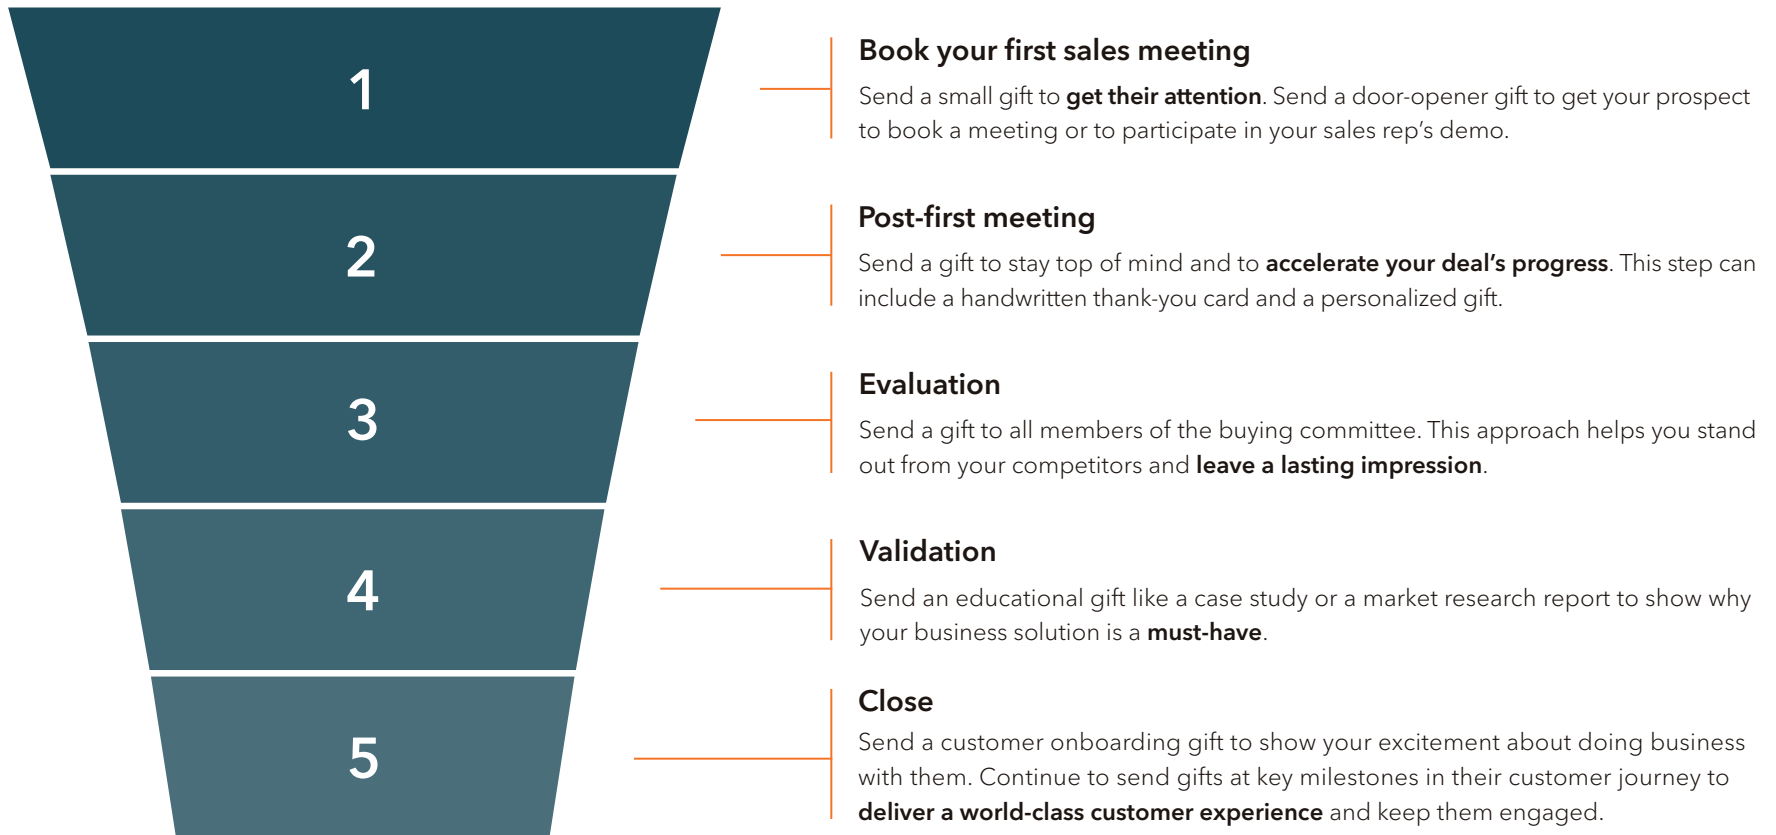 1
Book your first sales meeting
Send a small gift to get their attention. Send a door-opener gift to get your prospect
to book a meeting or to participate in your sales rep’s demo.
2
Post-first meeting
Send a gift to stay top of mind and to accelerate your deal’s progress. This step can
include a handwritten thank-you card and a personalized gift.
3
Evaluation
Send a gift to all members of the buying committee. This approach helps you stand
out from your competitors and leave a lasting impression.
4
Validation
Send an educational gift like a case study or a market research report to show why
your business solution is a must-have.
5
Close
Send a customer onboarding gift to show your excitement about doing business
with them. Continue to send gifts at key milestones in their customer journey to
deliver a world-class customer experience and keep them engaged.